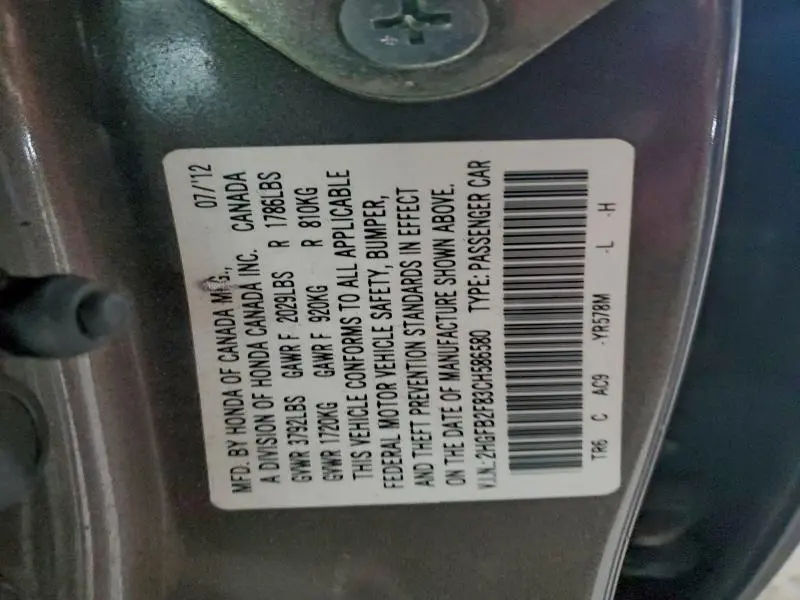 MFD. BY HONDA OF CANADA MFG., 07/'12
A DIVISION OF HONDA CANADA INC. CANADA
GVWR 3792LBS GAWR F 2029LBS R 1786LBS
GVWR 1720KG GAWR F 920KG R 810KG
THIS VEHICLE CONFORMS TO ALL APPLICABLE
FEDERAL MOTOR VEHICLE SAFETY, BUMPER,
AND THEFT PREVENTION STANDARDS IN EFFECT
ON THE DATE OF MANUFACTURE SHOWN ABOVE.
V.I.N.: 2HGFB2FB3CH586580 TYPE: PASSENGER CAR
TR6 C AC9 -YR578M -L -H